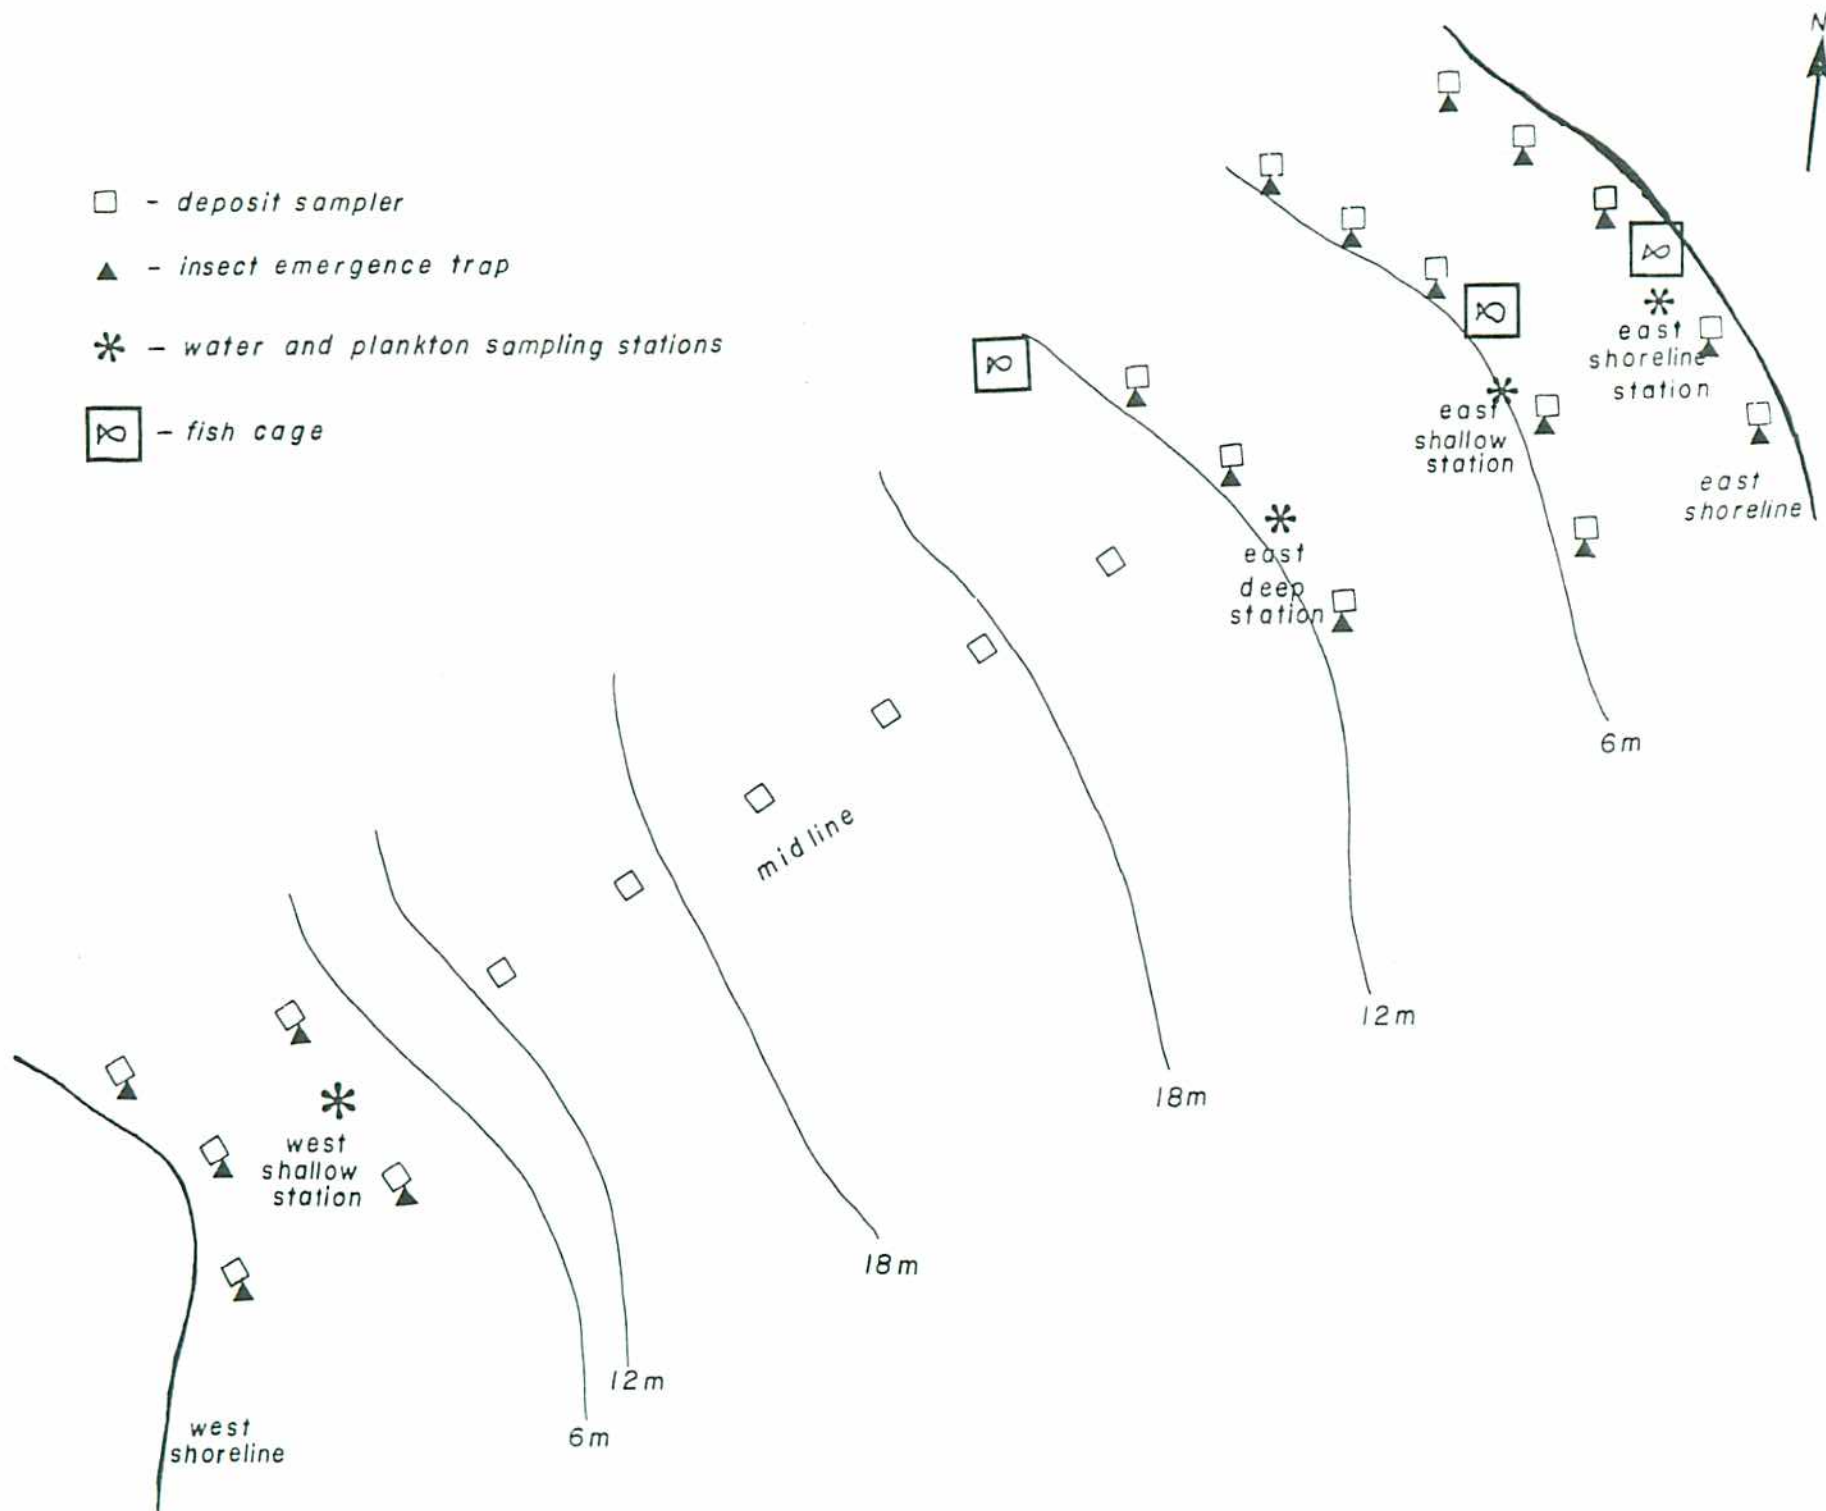 N
□ - deposit sampler
▲ - insect emergence trap
✱ - water and plankton sampling stations
- fish cage
east
shoreline
station
east
shallow
station
east
shoreline
east
deep
station
6m
midline
12m
18m
west
shallow
station
18m
12m
6m
west
shoreline